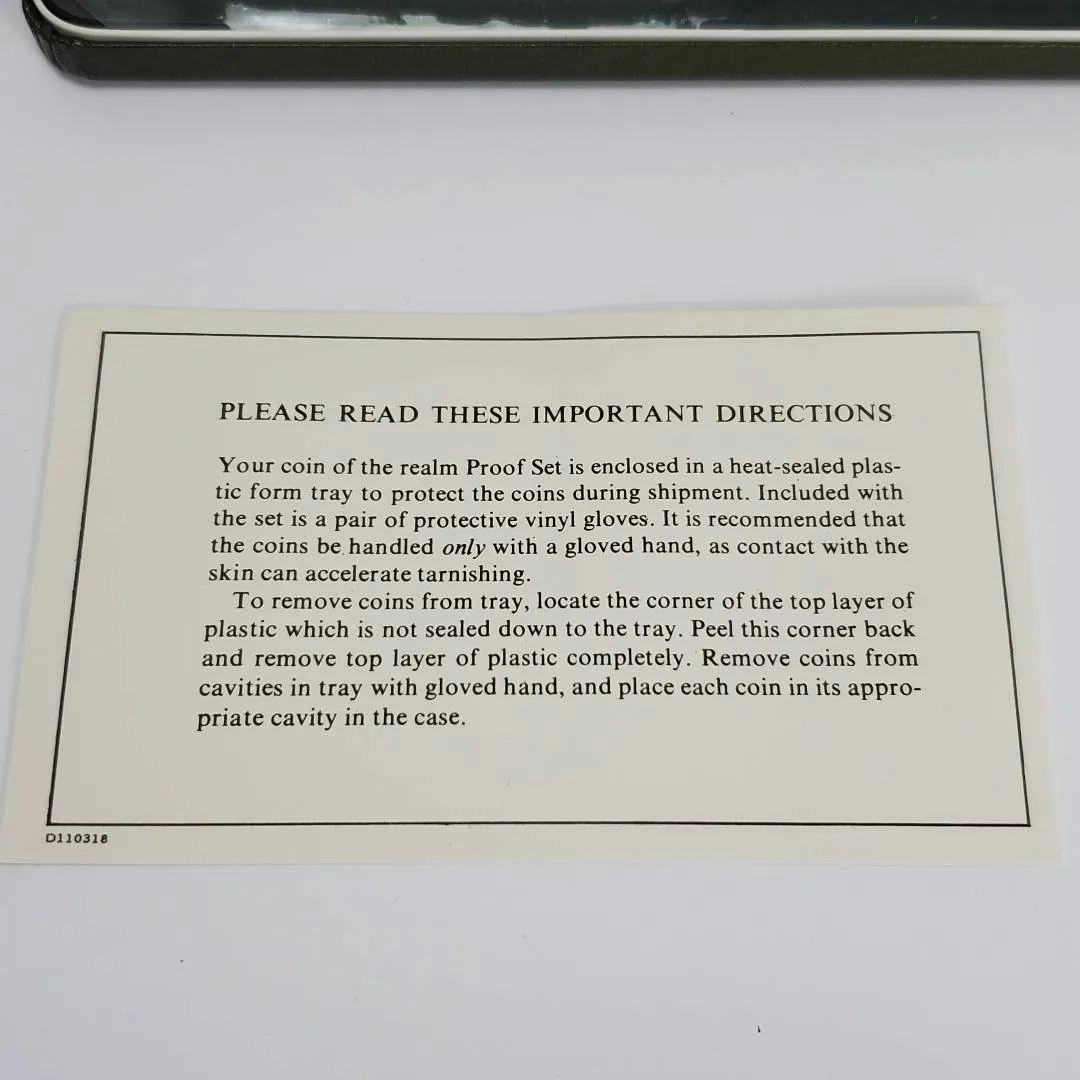 PLEASE READ THESE IMPORTANT DIRECTIONS
Your coin of the realm Proof Set is enclosed in a heat-sealed plas-
tic form tray to protect the coins during shipment. Included with
the set is a pair of protective vinyl gloves. It is recommended that
the coins be handled only with a gloved hand, as contact with the
skin can accelerate tarnishing.
To remove coins from tray, locate the corner of the top layer of
plastic which is not sealed down to the tray. Peel this corner back
and remove top layer of plastic completely. Remove coins from
cavities in tray with gloved hand, and place each coin in its appro-
priate cavity in the case.
D110318